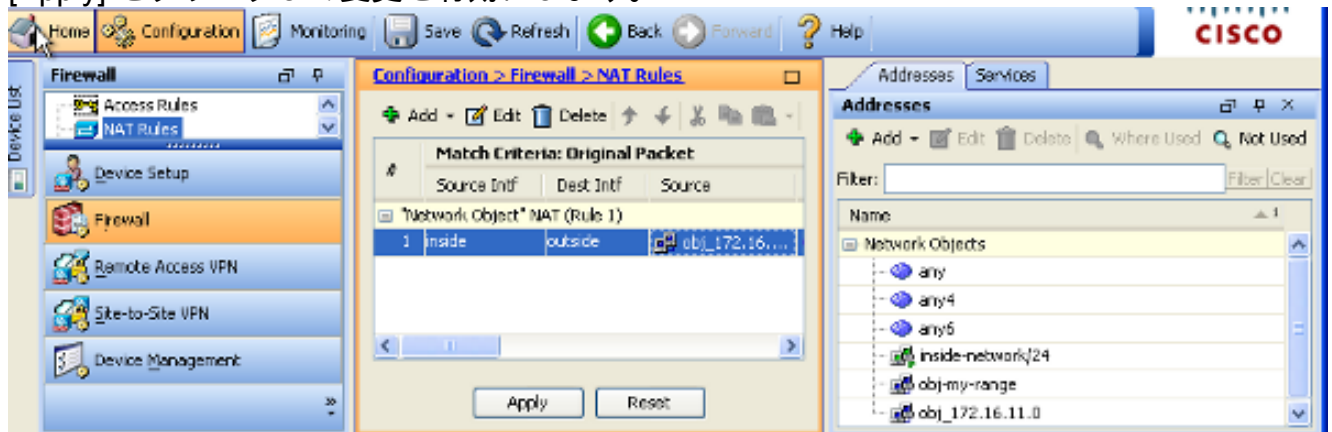 Home Configuration Monitoring Save Refresh Back Forward Help
CISCO
Device List
Firewall
Access Rules
NAT Rules
Device Setup
Firewall
Remote Access VPN
Site-to-Site VPN
Device Management
Configuration > Firewall > NAT Rules
Add Edit Delete
# Match Criteria: Original Packet
Source Intf Dest Intf Source
"Network Object" NAT (Rule 1)
1 inside outside obj_172.16....
Apply Reset
Addresses Services
Addresses
Add Edit Delete Where Used Not Used
Filter: Filter Clear
Name 1
Network Objects
any
any4
any6
inside-network/24
obj-my-range
obj_172.16.11.0